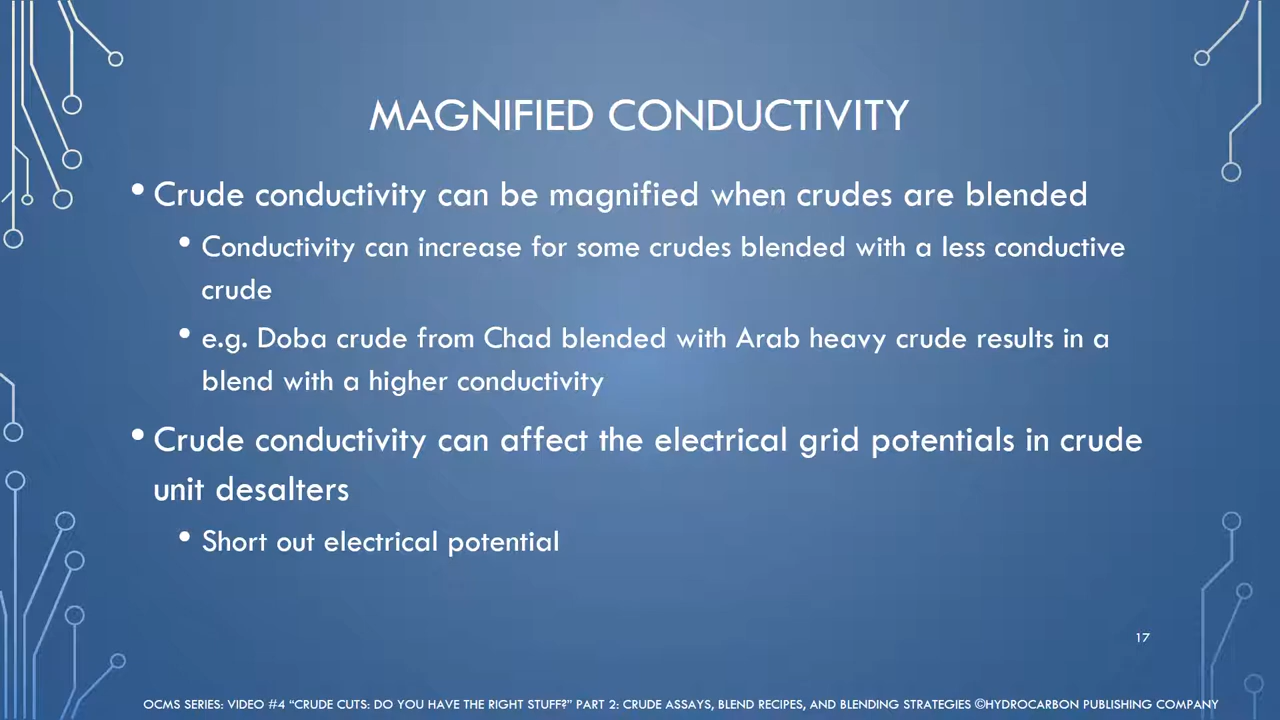 MAGNIFIED CONDUCTIVITY
• Crude conductivity can be magnified when crudes are blended
• Conductivity can increase for some crudes blended with a less conductive
crude
• e.g. Doba crude from Chad blended with Arab heavy crude results in a
blend with a higher conductivity
• Crude conductivity can affect the electrical grid potentials in crude
unit desalters
• Short out electrical potential
17
OCMS SERIES: VIDEO #4 “CRUDE CUTS: DO YOU HAVE THE RIGHT STUFF?” PART 2: CRUDE ASSAYS, BLEND RECIPES, AND BLENDING STRATEGIES ©HYDROCARBON PUBLISHING COMPANY